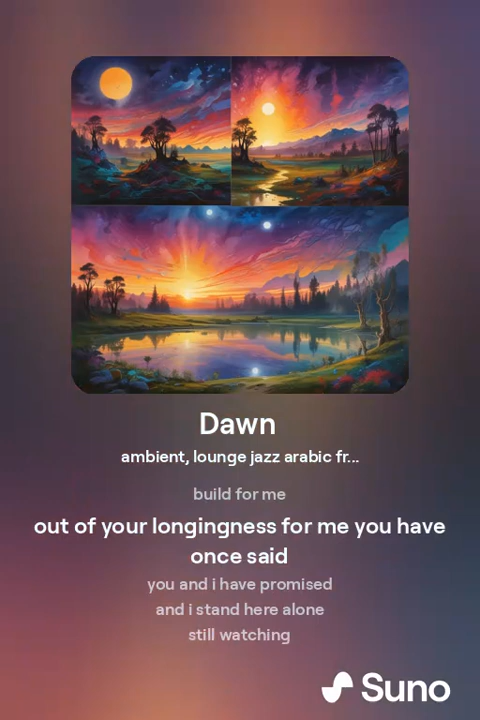 Dawn
ambient, lounge jazz arabic fr...
build for me
out of your longingness for me you have
once said
you and i have promised
and i stand here alone
still watching
Suno